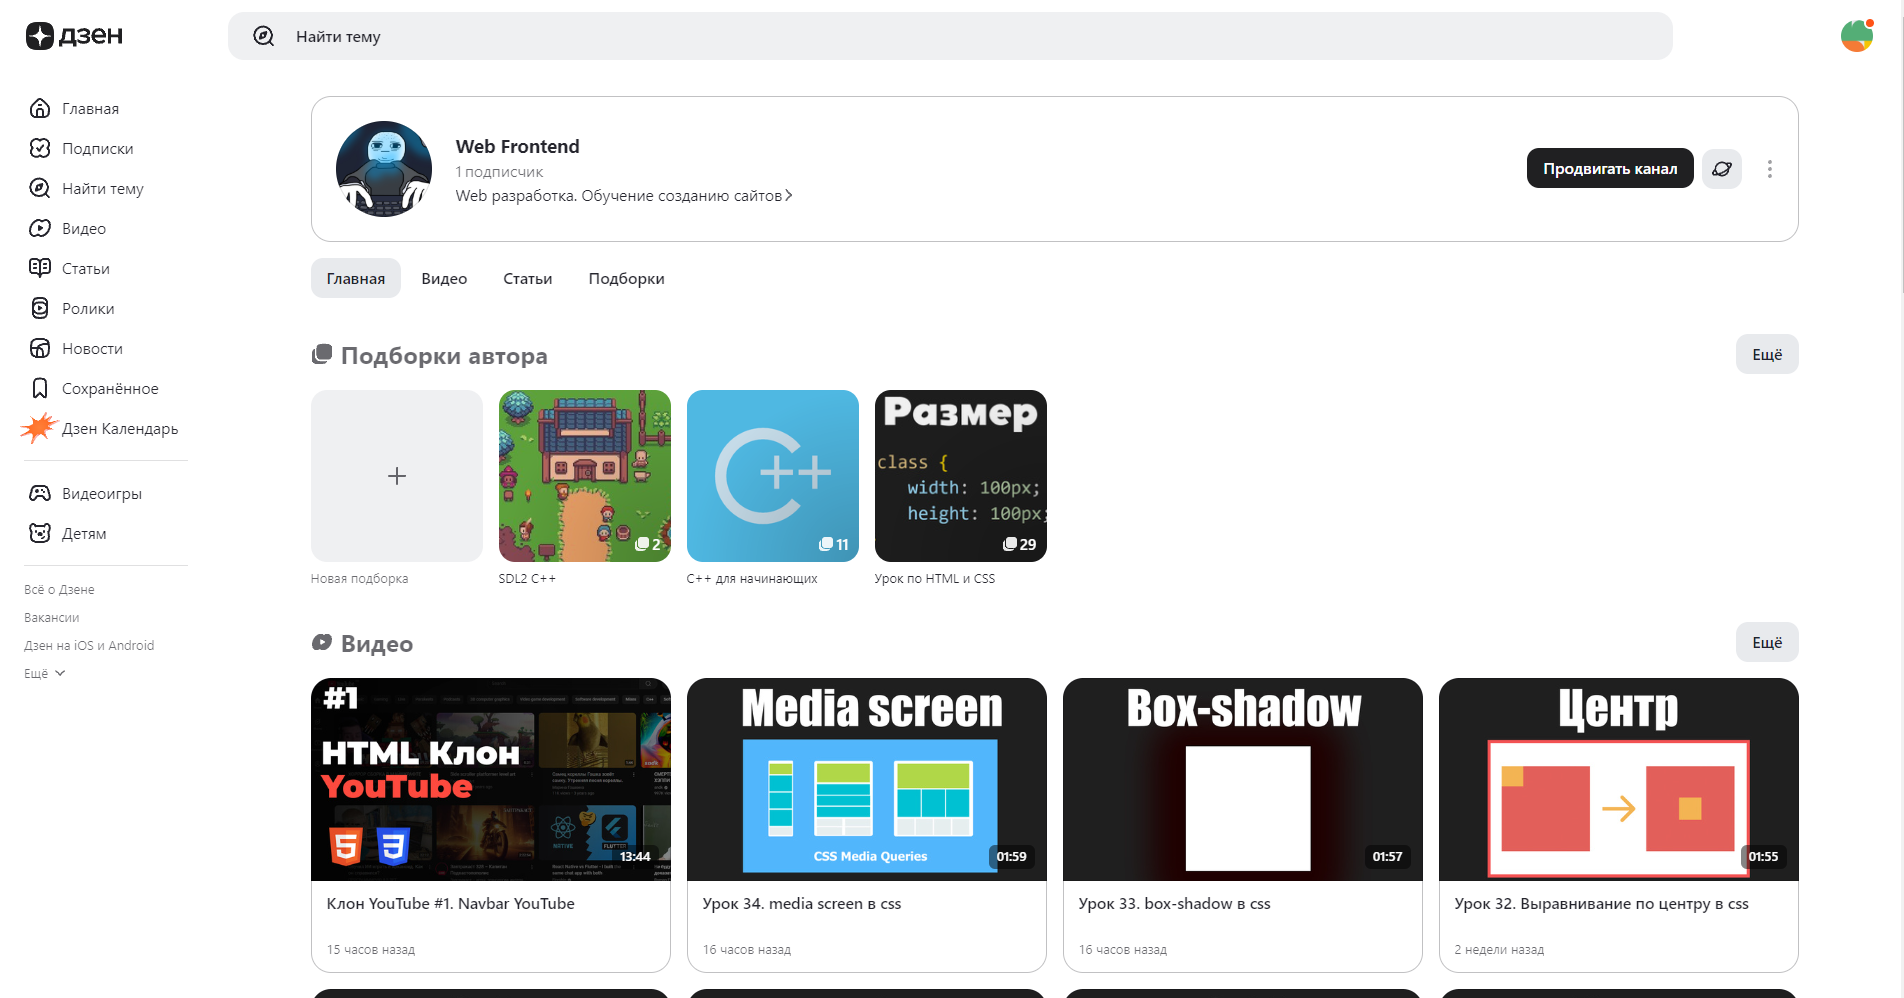 дзен
Найти тему
Главная
Подписки
Найти тему
Видео
Статьи
Ролики
Новости
Сохранённое
Дзен Календарь
Видеоигры
Детям
Всё о Дзене
Вакансии
Дзен на iOS и Android
Ещё
Web Frontend
1 подписчик
Web разработка. Обучение созданию сайтов
Продвигать канал
Главная Видео Статьи Подборки
Подборки автора
Ещё
Новая подборка
2
SDL2 C++
C++
11
C++ для начинающих
Размер
class {
width: 100px;
height: 100px;
29
Урок по HTML и CSS
Видео
Ещё
#1
HTML Клон
YouTube
5 3
13:44
Клон YouTube #1. Navbar YouTube
15 часов назад
Media screen
CSS Media Queries
01:59
Урок 34. media screen в css
16 часов назад
Box-shadow
01:57
Урок 33. box-shadow в css
16 часов назад
Центр
01:55
Урок 32. Выравнивание по центру в css
2 недели назад